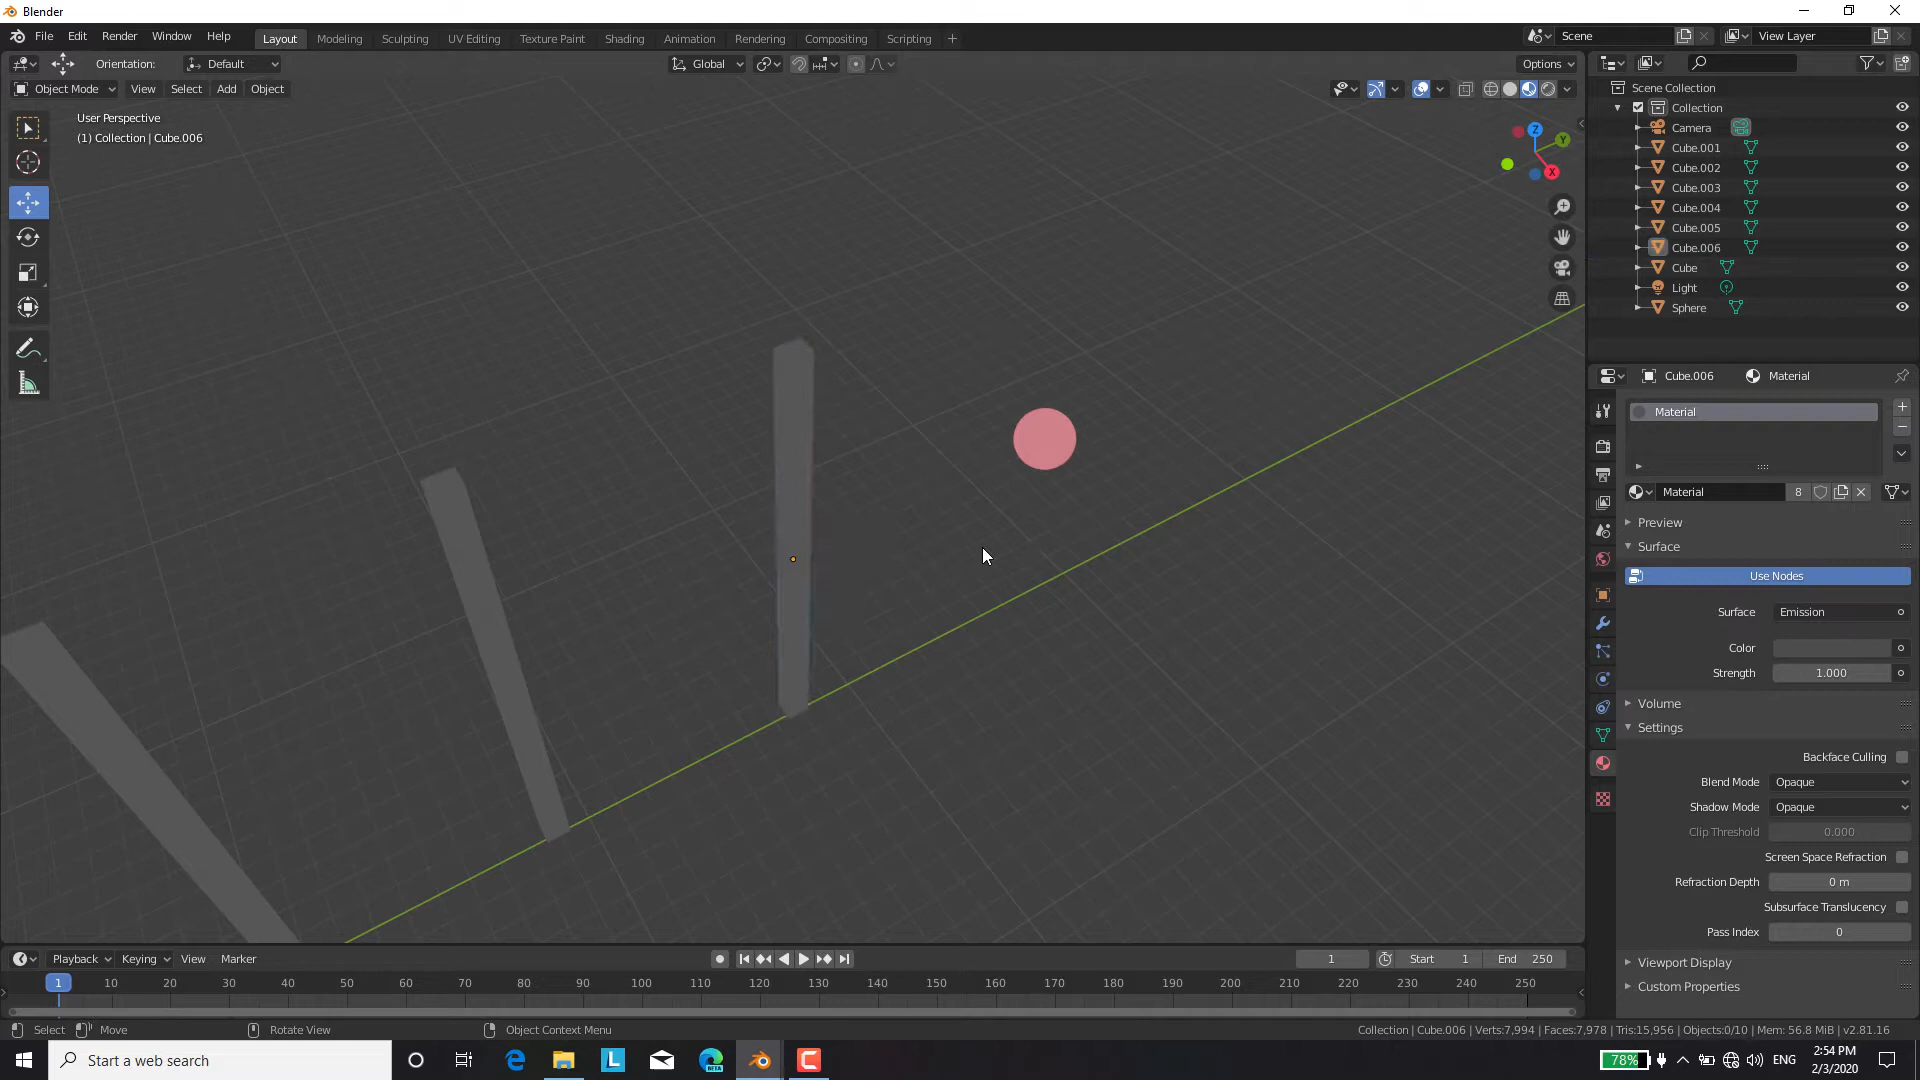 Blender
File Edit Render Window Help
Layout Modeling Sculpting UV Editing Texture Paint Shading Animation Rendering Compositing Scripting +
Scene View Layer
Orientation: Default Global Options
Object Mode View Select Add Object
User Perspective
(1) Collection | Cube.006
Z
Y
X
Scene Collection
Collection
Camera
Cube.001
Cube.002
Cube.003
Cube.004
Cube.005
Cube.006
Cube
Light
Sphere
Cube.006 Material
Material
Material 8
Preview
Surface
Use Nodes
Surface Emission
Color
Strength 1.000
Volume
Settings
Backface Culling
Blend Mode Opaque
Shadow Mode Opaque
Clip Threshold 0.000
Screen Space Refraction
Refraction Depth 0 m
Subsurface Translucency
Pass Index 0
Viewport Display
Custom Properties
Playback Keying View Marker 1 Start 1 End 250
1 10 20 30 40 50 60 70 80 90 100 110 120 130 140 150 160 170 180 190 200 210 220 230 240 250
Select Move Rotate View Object Context Menu Collection | Cube.006 | Verts:7,994 | Faces:7,978 | Tris:15,956 | Objects:0/10 | Mem: 56.8 MiB | v2.81.16
Start a web search
L
BETA
C
78%
ENG
2:54 PM
2/3/2020